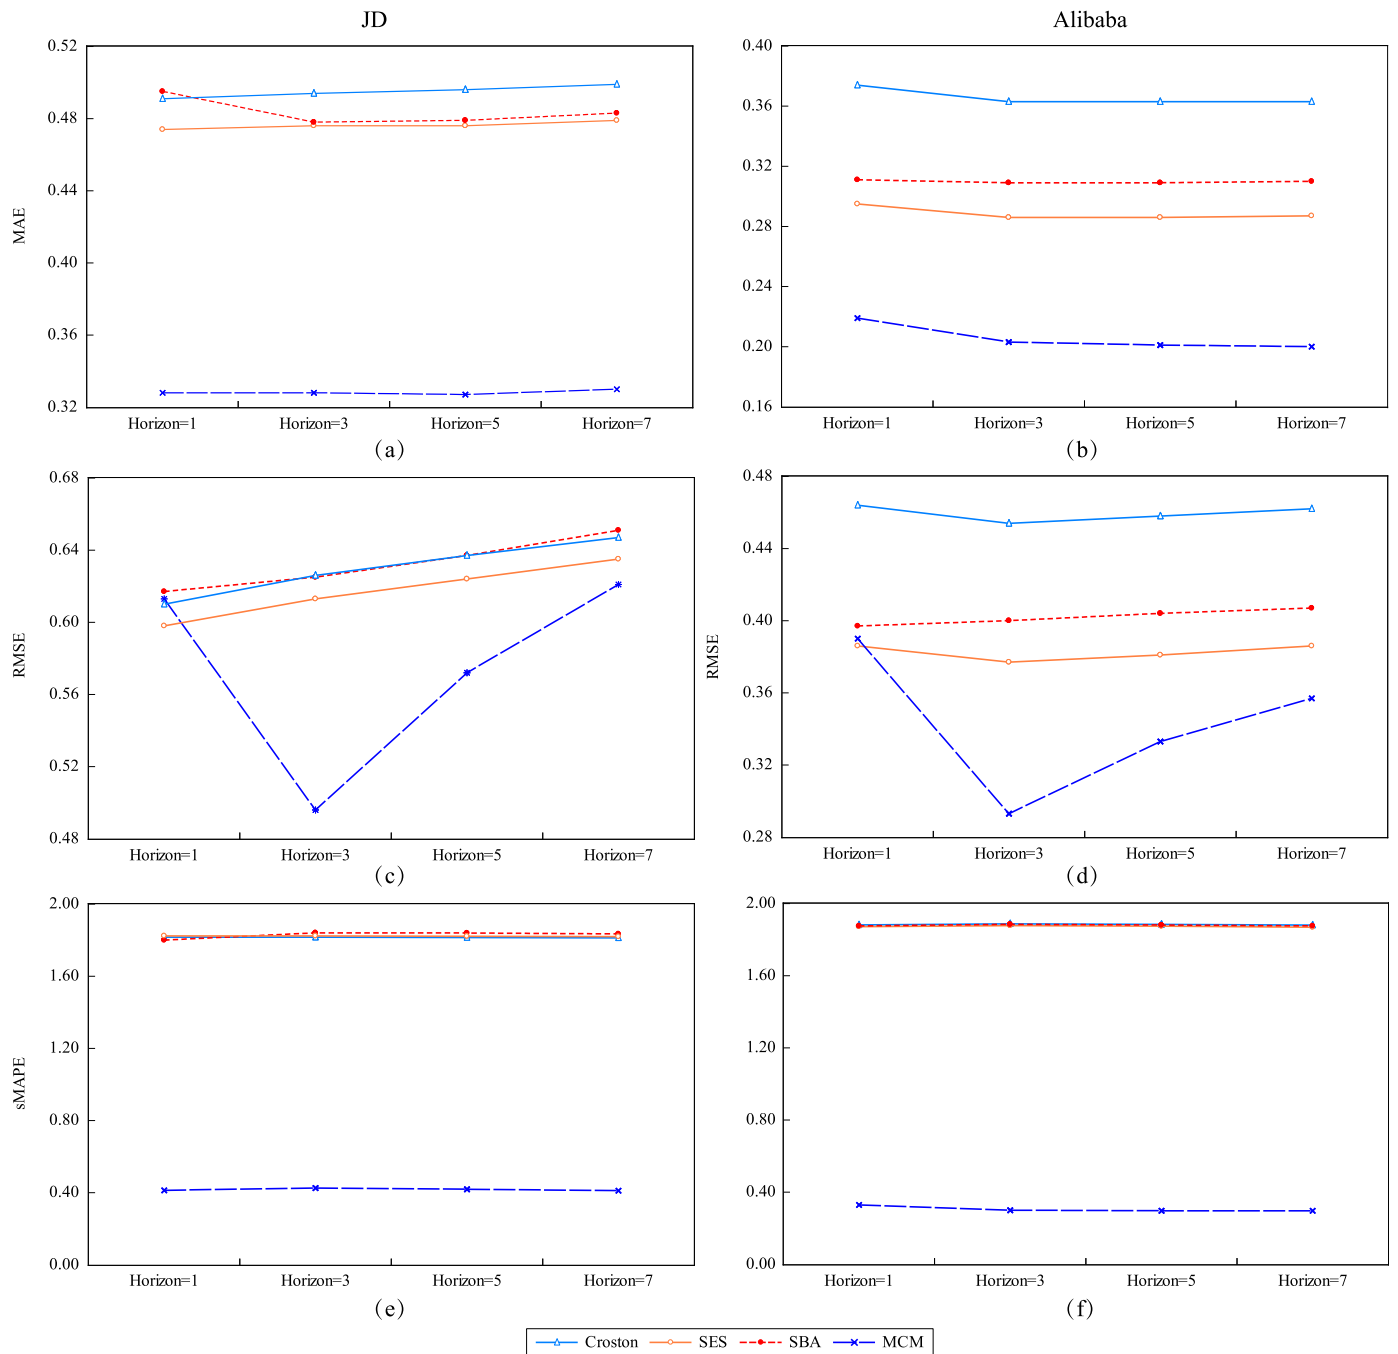 JD
Alibaba
MAE
0.52
0.48
0.44
0.40
0.36
0.32
Horizon=1 Horizon=3 Horizon=5 Horizon=7
(a)
0.40
0.36
0.32
0.28
0.24
0.20
0.16
Horizon=1 Horizon=3 Horizon=5 Horizon=7
(b)
RMSE
0.68
0.64
0.60
0.56
0.52
0.48
Horizon=1 Horizon=3 Horizon=5 Horizon=7
(c)
RMSE
0.48
0.44
0.40
0.36
0.32
0.28
Horizon=1 Horizon=3 Horizon=5 Horizon=7
(d)
sMAPE
2.00
1.60
1.20
0.80
0.40
0.00
Horizon=1 Horizon=3 Horizon=5 Horizon=7
(e)
2.00
1.60
1.20
0.80
0.40
0.00
Horizon=1 Horizon=3 Horizon=5 Horizon=7
(f)
Croston SES SBA MCM